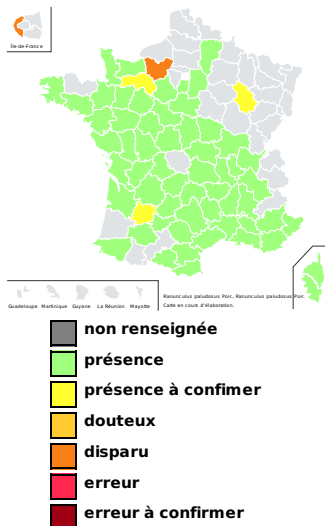 Île-de-France
Guadeloupe Martinique Guyane La Réunion Mayotte
Ranunculus paludosus Poir., Ranunculus paludosus Poir.
Carte en cours d'élaboration.
non renseignée
présence
présence à confimer
douteux
disparu
erreur
erreur à confirmer